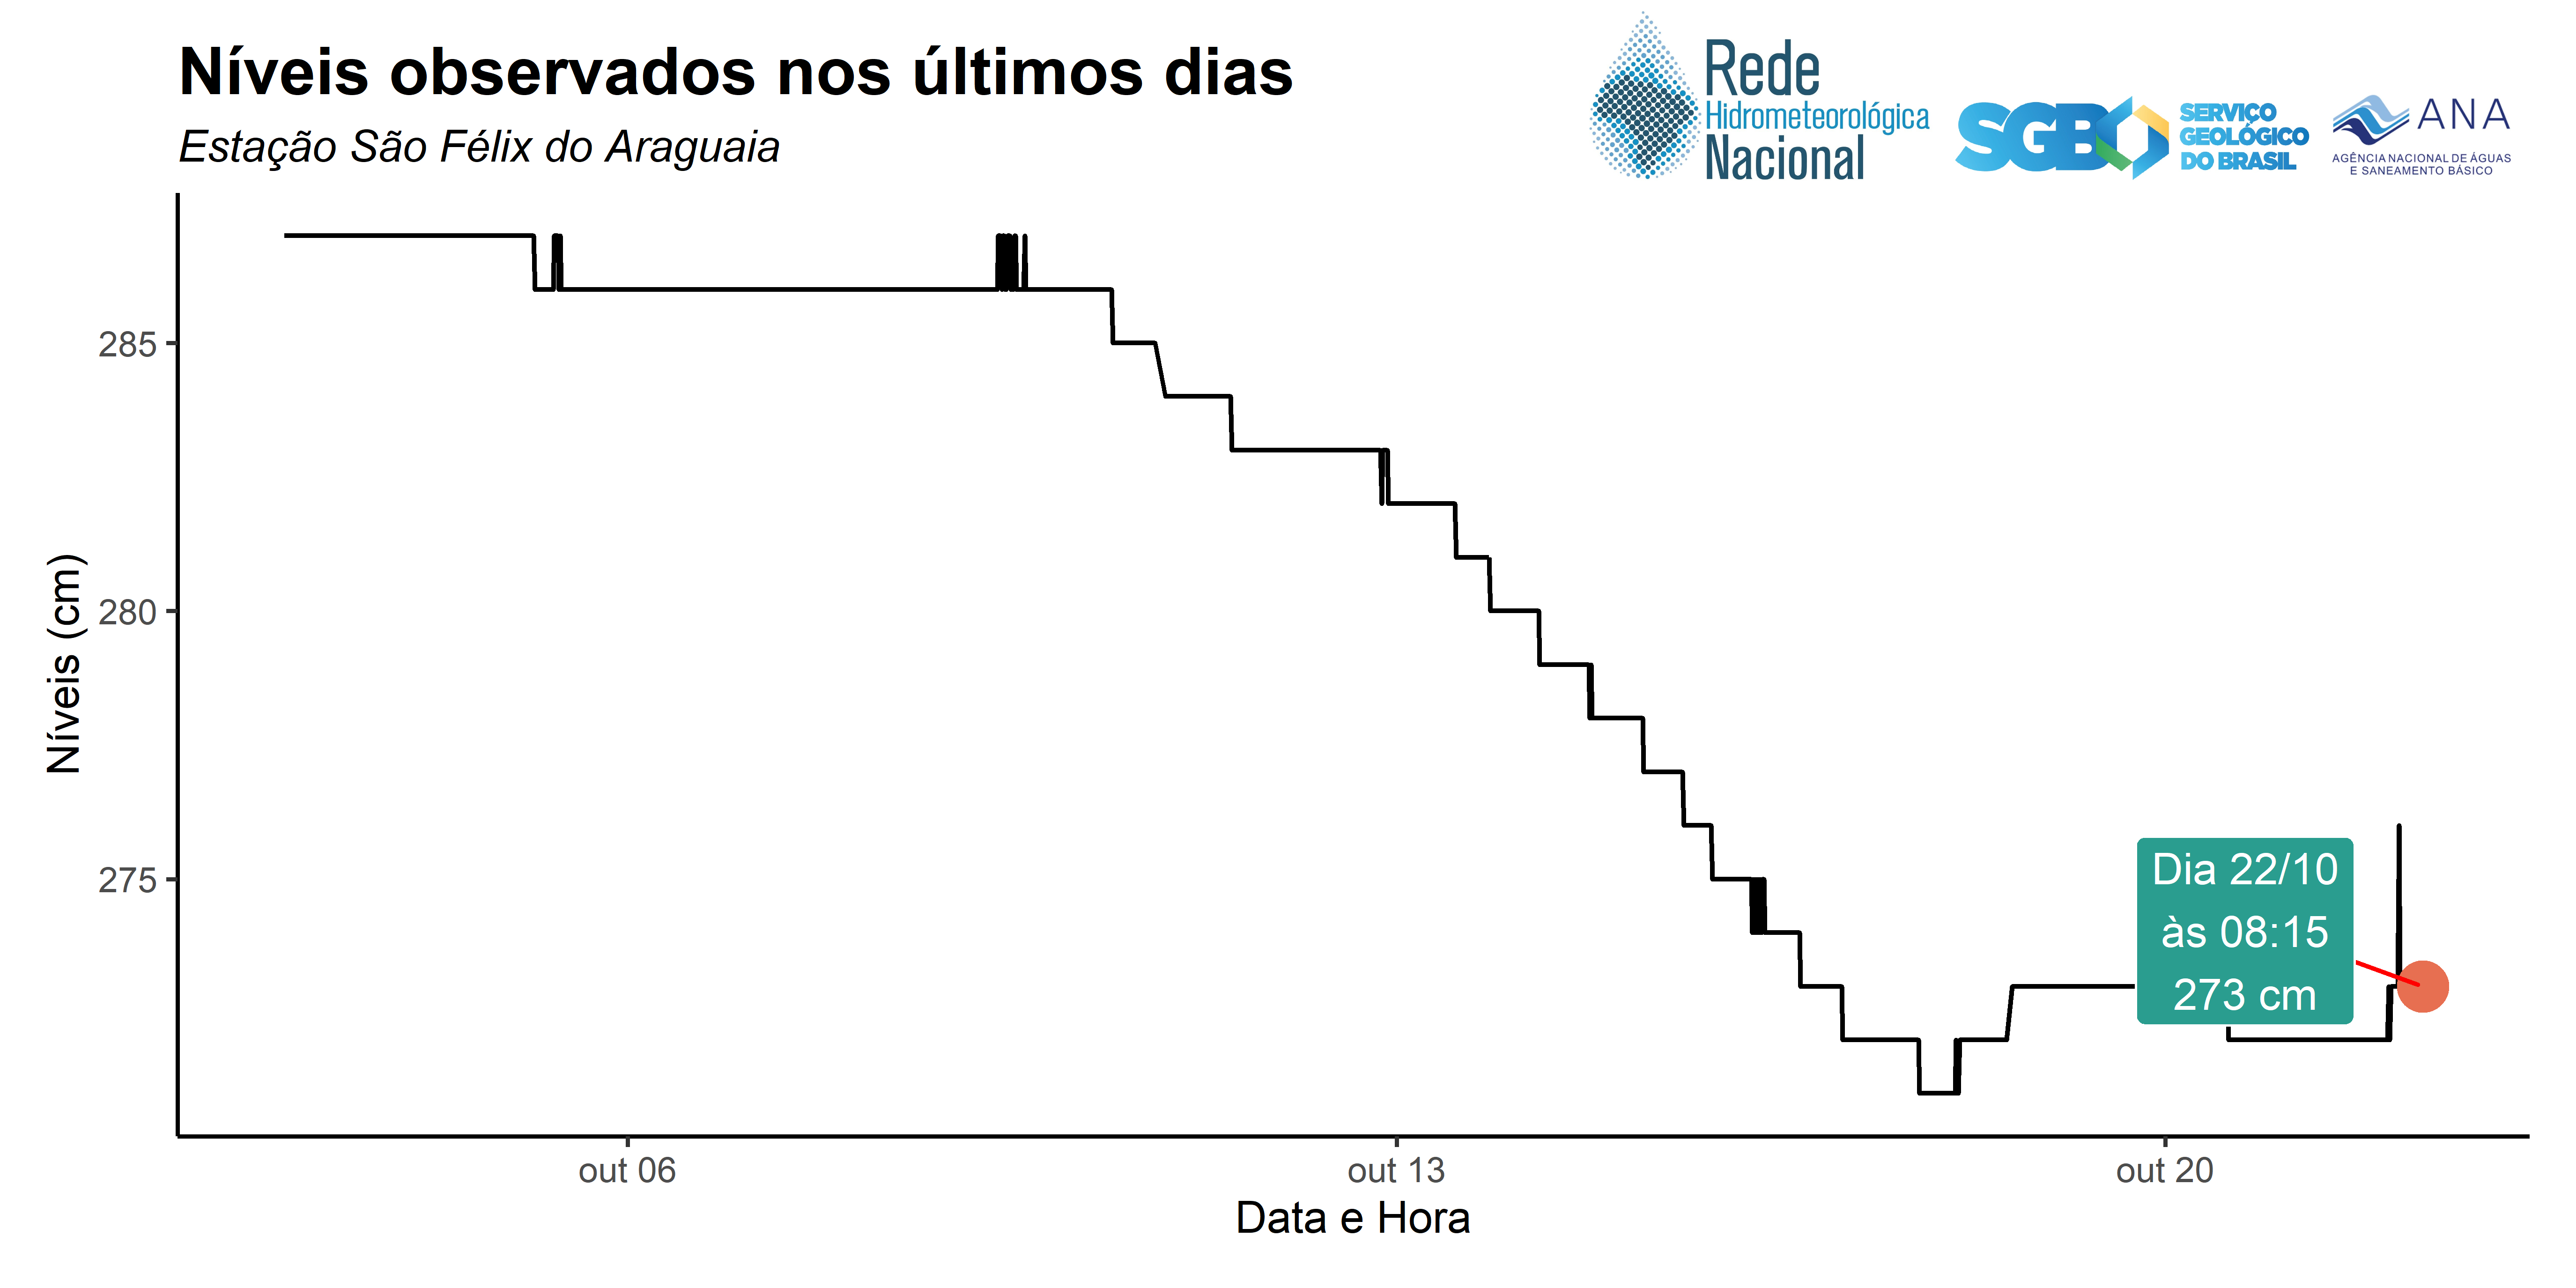 Níveis observados nos últimos dias
Estação São Félix do Araguaia
Rede
Hidrometeorológica
Nacional
SGB
SERVIÇO
GEOLÓGICO
DO BRASIL
ANA
AGÊNCIA NACIONAL DE ÁGUAS
E SANEAMENTO BÁSICO
Níveis (cm)
285
280
275
Dia 22/10
às 08:15
273 cm
out 06
out 13
out 20
Data e Hora